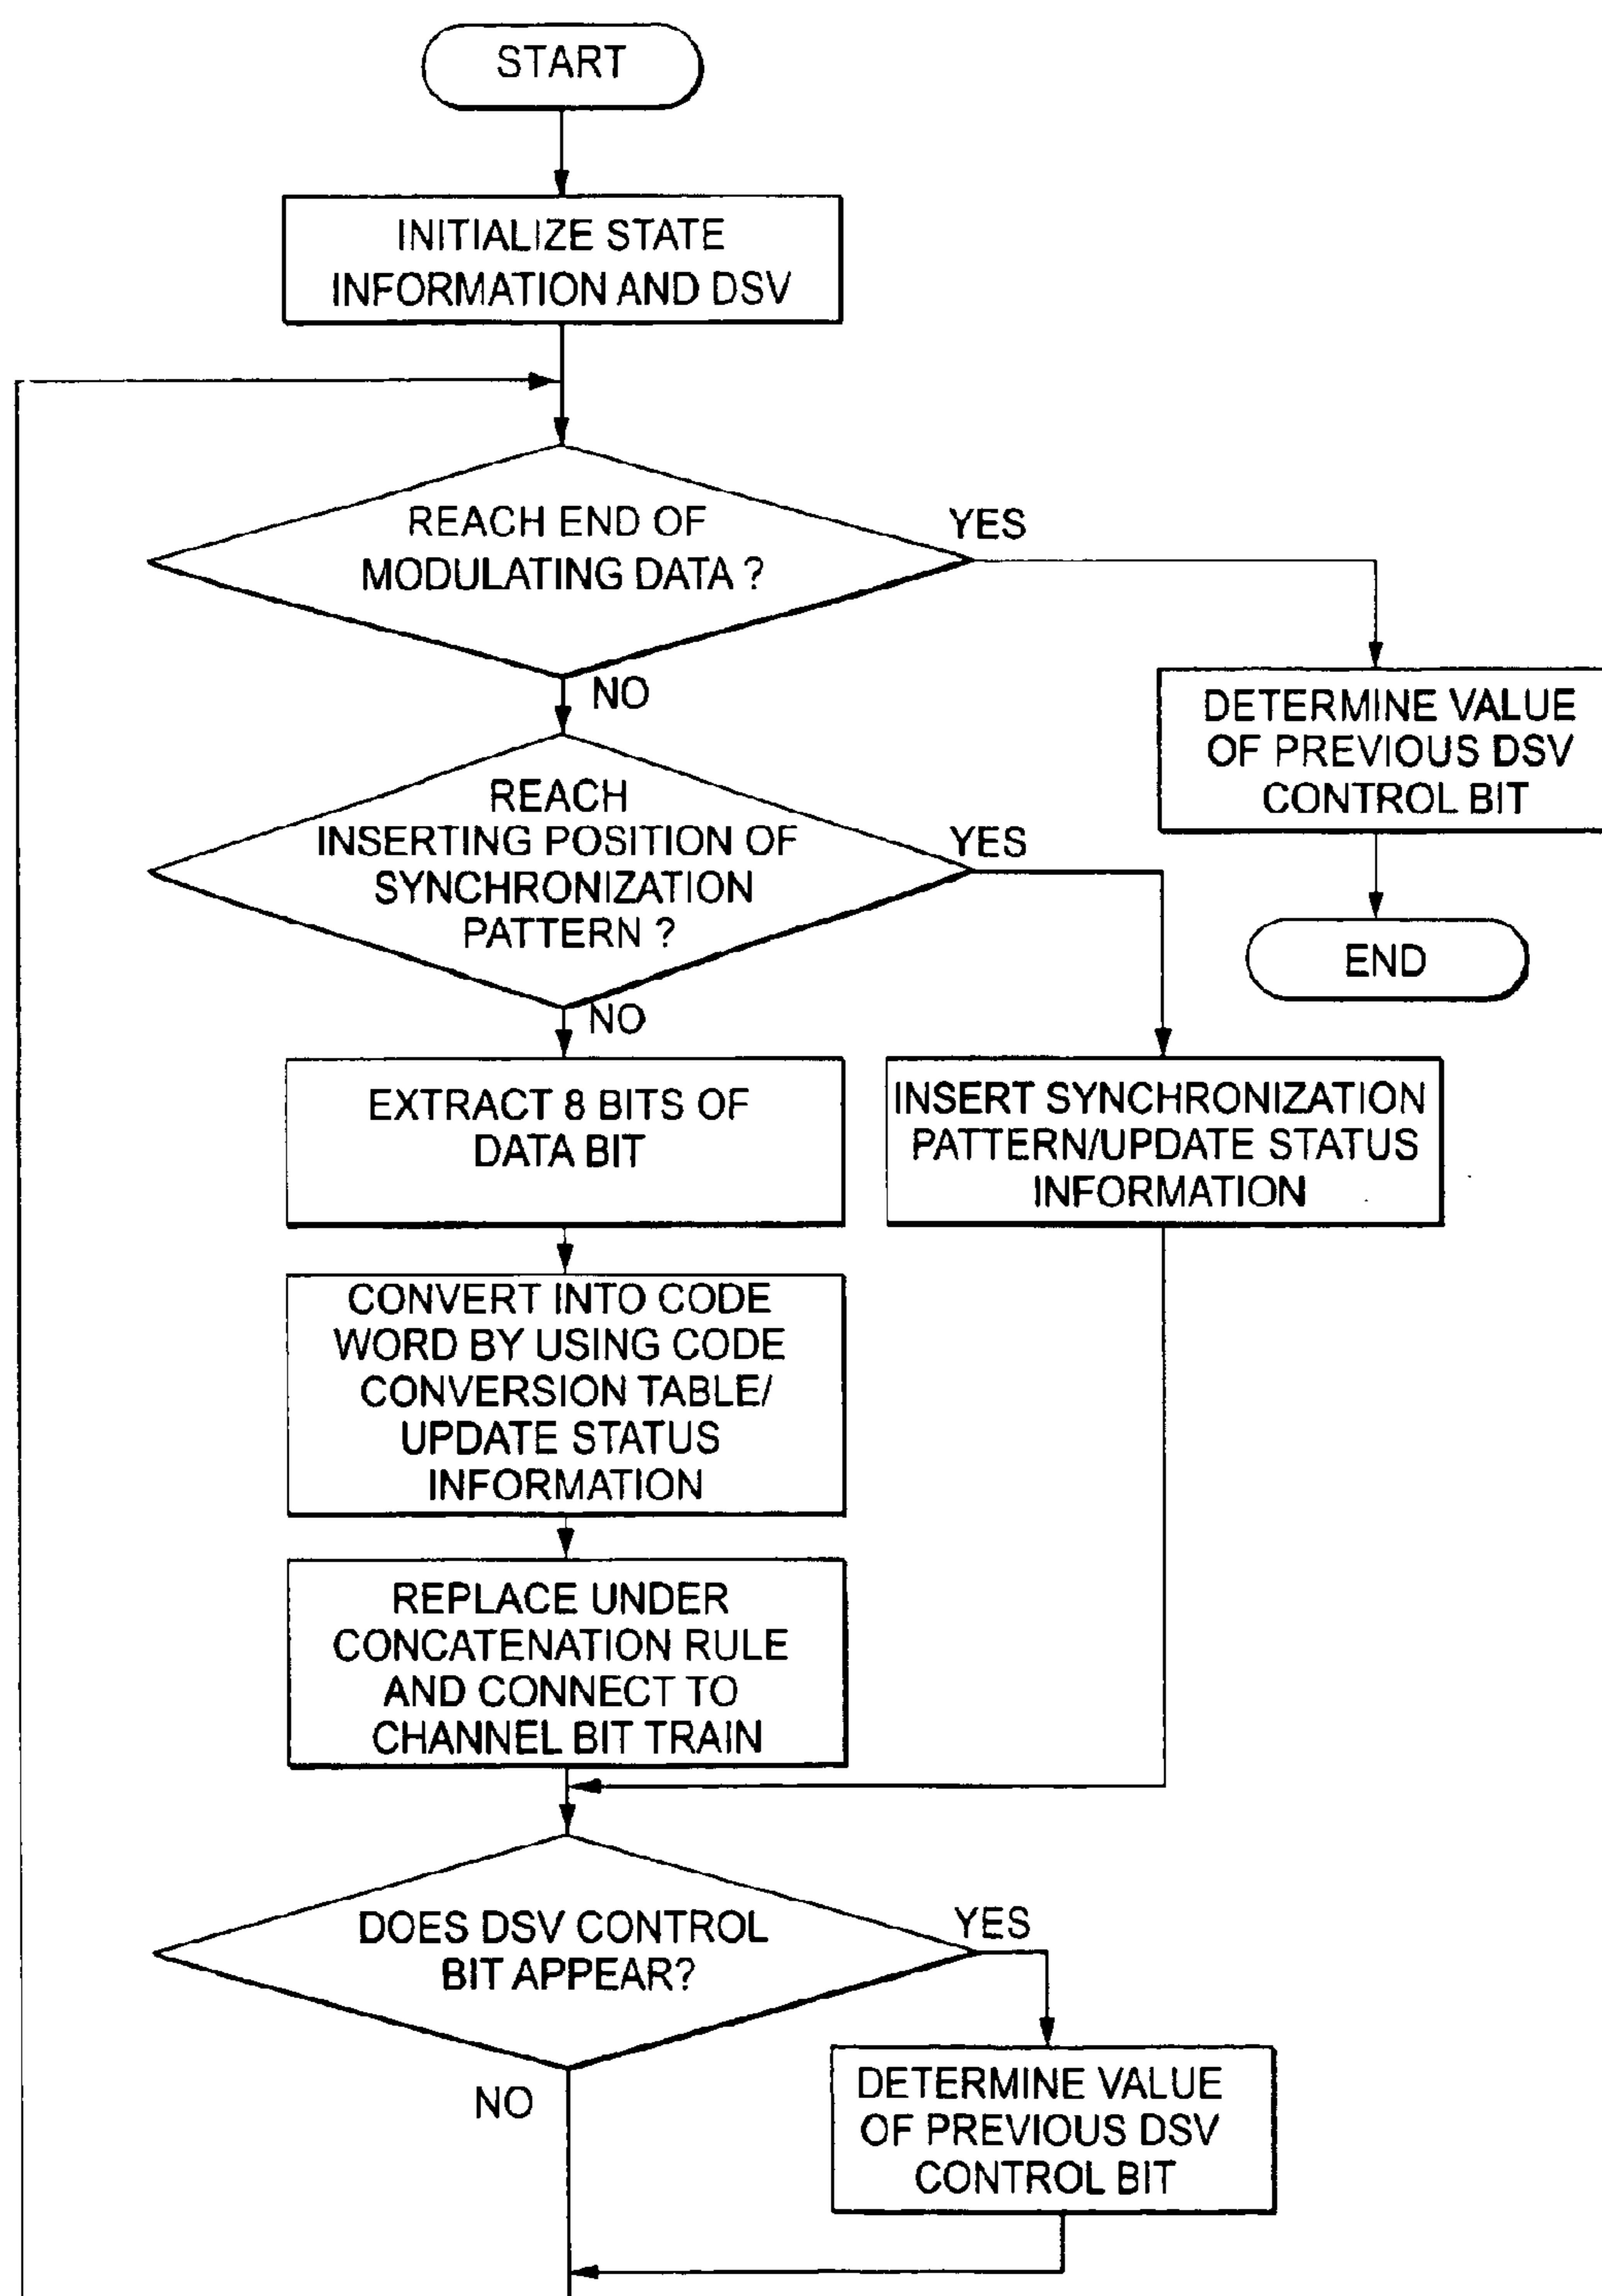 START
INITIALIZE STATE
INFORMATION AND DSV
REACH END OF
MODULATING DATA ?
YES
NO
DETERMINE VALUE
OF PREVIOUS DSV
CONTROL BIT
END
REACH
INSERTING POSITION OF
SYNCHRONIZATION
PATTERN ?
YES
NO
EXTRACT 8 BITS OF
DATA BIT
INSERT SYNCHRONIZATION
PATTERN/UPDATE STATUS
INFORMATION
CONVERT INTO CODE
WORD BY USING CODE
CONVERSION TABLE/
UPDATE STATUS
INFORMATION
REPLACE UNDER
CONCATENATION RULE
AND CONNECT TO
CHANNEL BIT TRAIN
DOES DSV CONTROL
BIT APPEAR?
YES
NO
DETERMINE VALUE
OF PREVIOUS DSV
CONTROL BIT